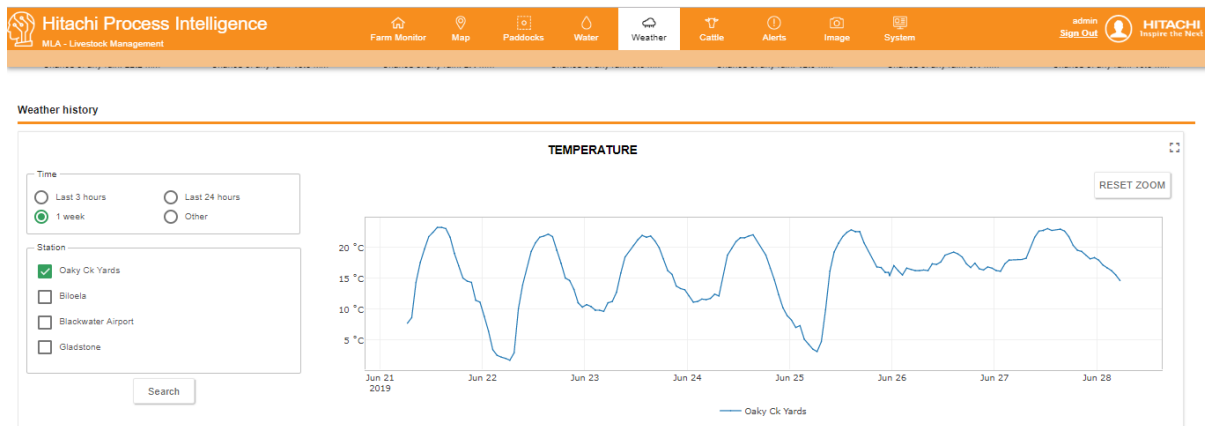 Hitachi Process Intelligence
MLA - Livestock Management
Farm Monitor
Map
Paddocks
Water
Weather
Cattle
Alerts
Image
System
admin
Sign Out
HITACHI
Inspire the Next
Weather history
TEMPERATURE
Time
Last 3 hours
Last 24 hours
1 week
Other
RESET ZOOM
Station
Oaky Ck Yards
Biloela
Blackwater Airport
Gladstone
Search
20 °C
15 °C
10 °C
5 °C
Jun 21
2019
Jun 22
Jun 23
Jun 24
Jun 25
Jun 26
Jun 27
Jun 28
Oaky Ck Yards